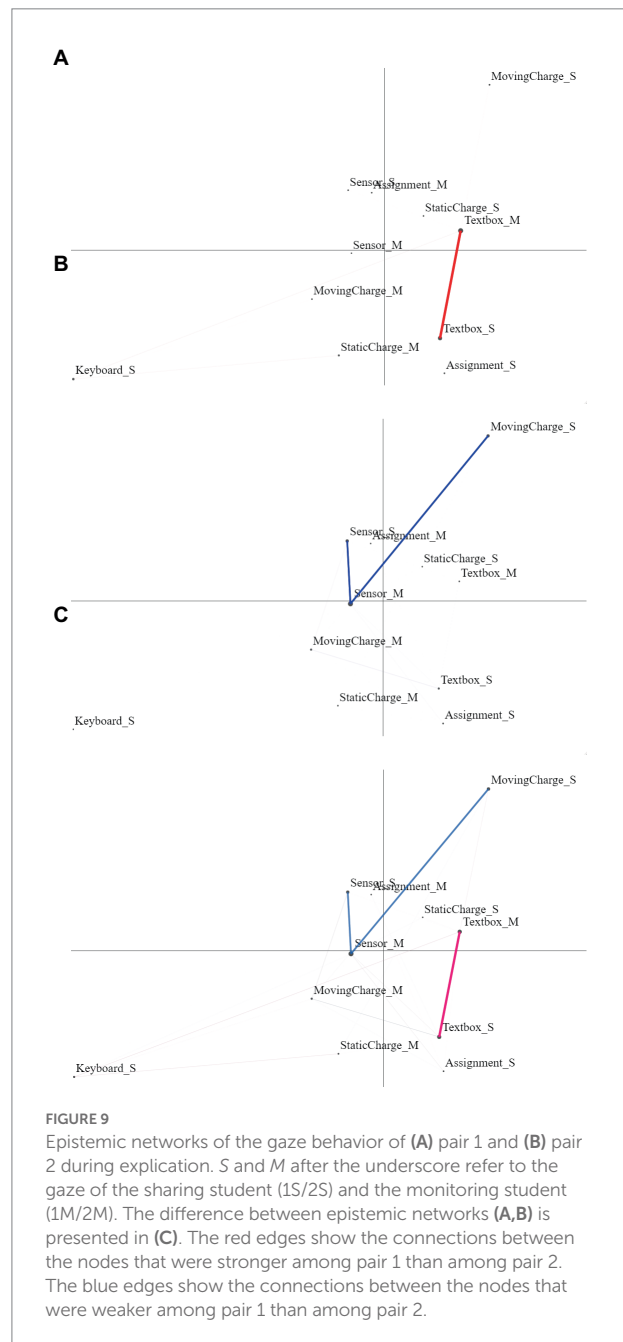 A
MovingCharge_S
Sensor_S
Assignment_M
StaticCharge_S
Textbox_M
Sensor_M
B
MovingCharge_M
Textbox_S
StaticCharge_M
Keyboard_S
Assignment_S
MovingCharge_S
Sensor_S
Assignment_M
StaticCharge_S
Textbox_M
Sensor_M
C
MovingCharge_M
Textbox_S
StaticCharge_M
Keyboard_S
Assignment_S
MovingCharge_S
Sensor_S
Assignment_M
StaticCharge_S
Textbox_M
Sensor_M
MovingCharge_M
Textbox_S
StaticCharge_M
Keyboard_S
Assignment_S
FIGURE 9
Epistemic networks of the gaze behavior of (A) pair 1 and (B) pair
2 during explication. S and M after the underscore refer to the
gaze of the sharing student (1S/2S) and the monitoring student
(1M/2M). The difference between epistemic networks (A,B) is
presented in (C). The red edges show the connections between
the nodes that were stronger among pair 1 than among pair 2.
The blue edges show the connections between the nodes that
were weaker among pair 1 than among pair 2.